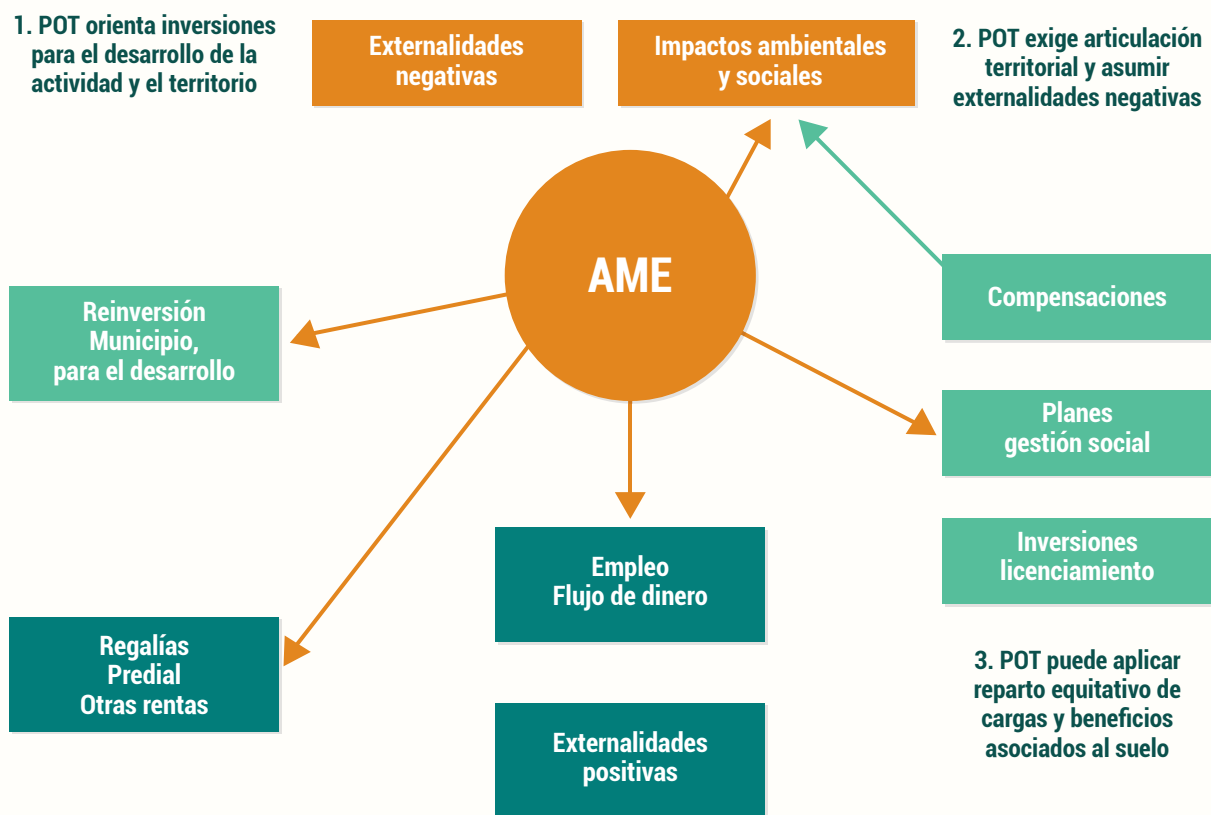 1. POT orienta inversiones
para el desarrollo de la
actividad y el territorio
Externalidades
negativas
Impactos ambientales
y sociales
2. POT exige articulación
territorial y asumir
externalidades negativas
AME
Reinversión
Municipio,
para el desarrollo
Compensaciones
Planes
gestión social
Inversiones
licenciamiento
Empleo
Flujo de dinero
Regalías
Predial
Otras rentas
Externalidades
positivas
3. POT puede aplicar
reparto equitativo de
cargas y beneficios
asociados al suelo